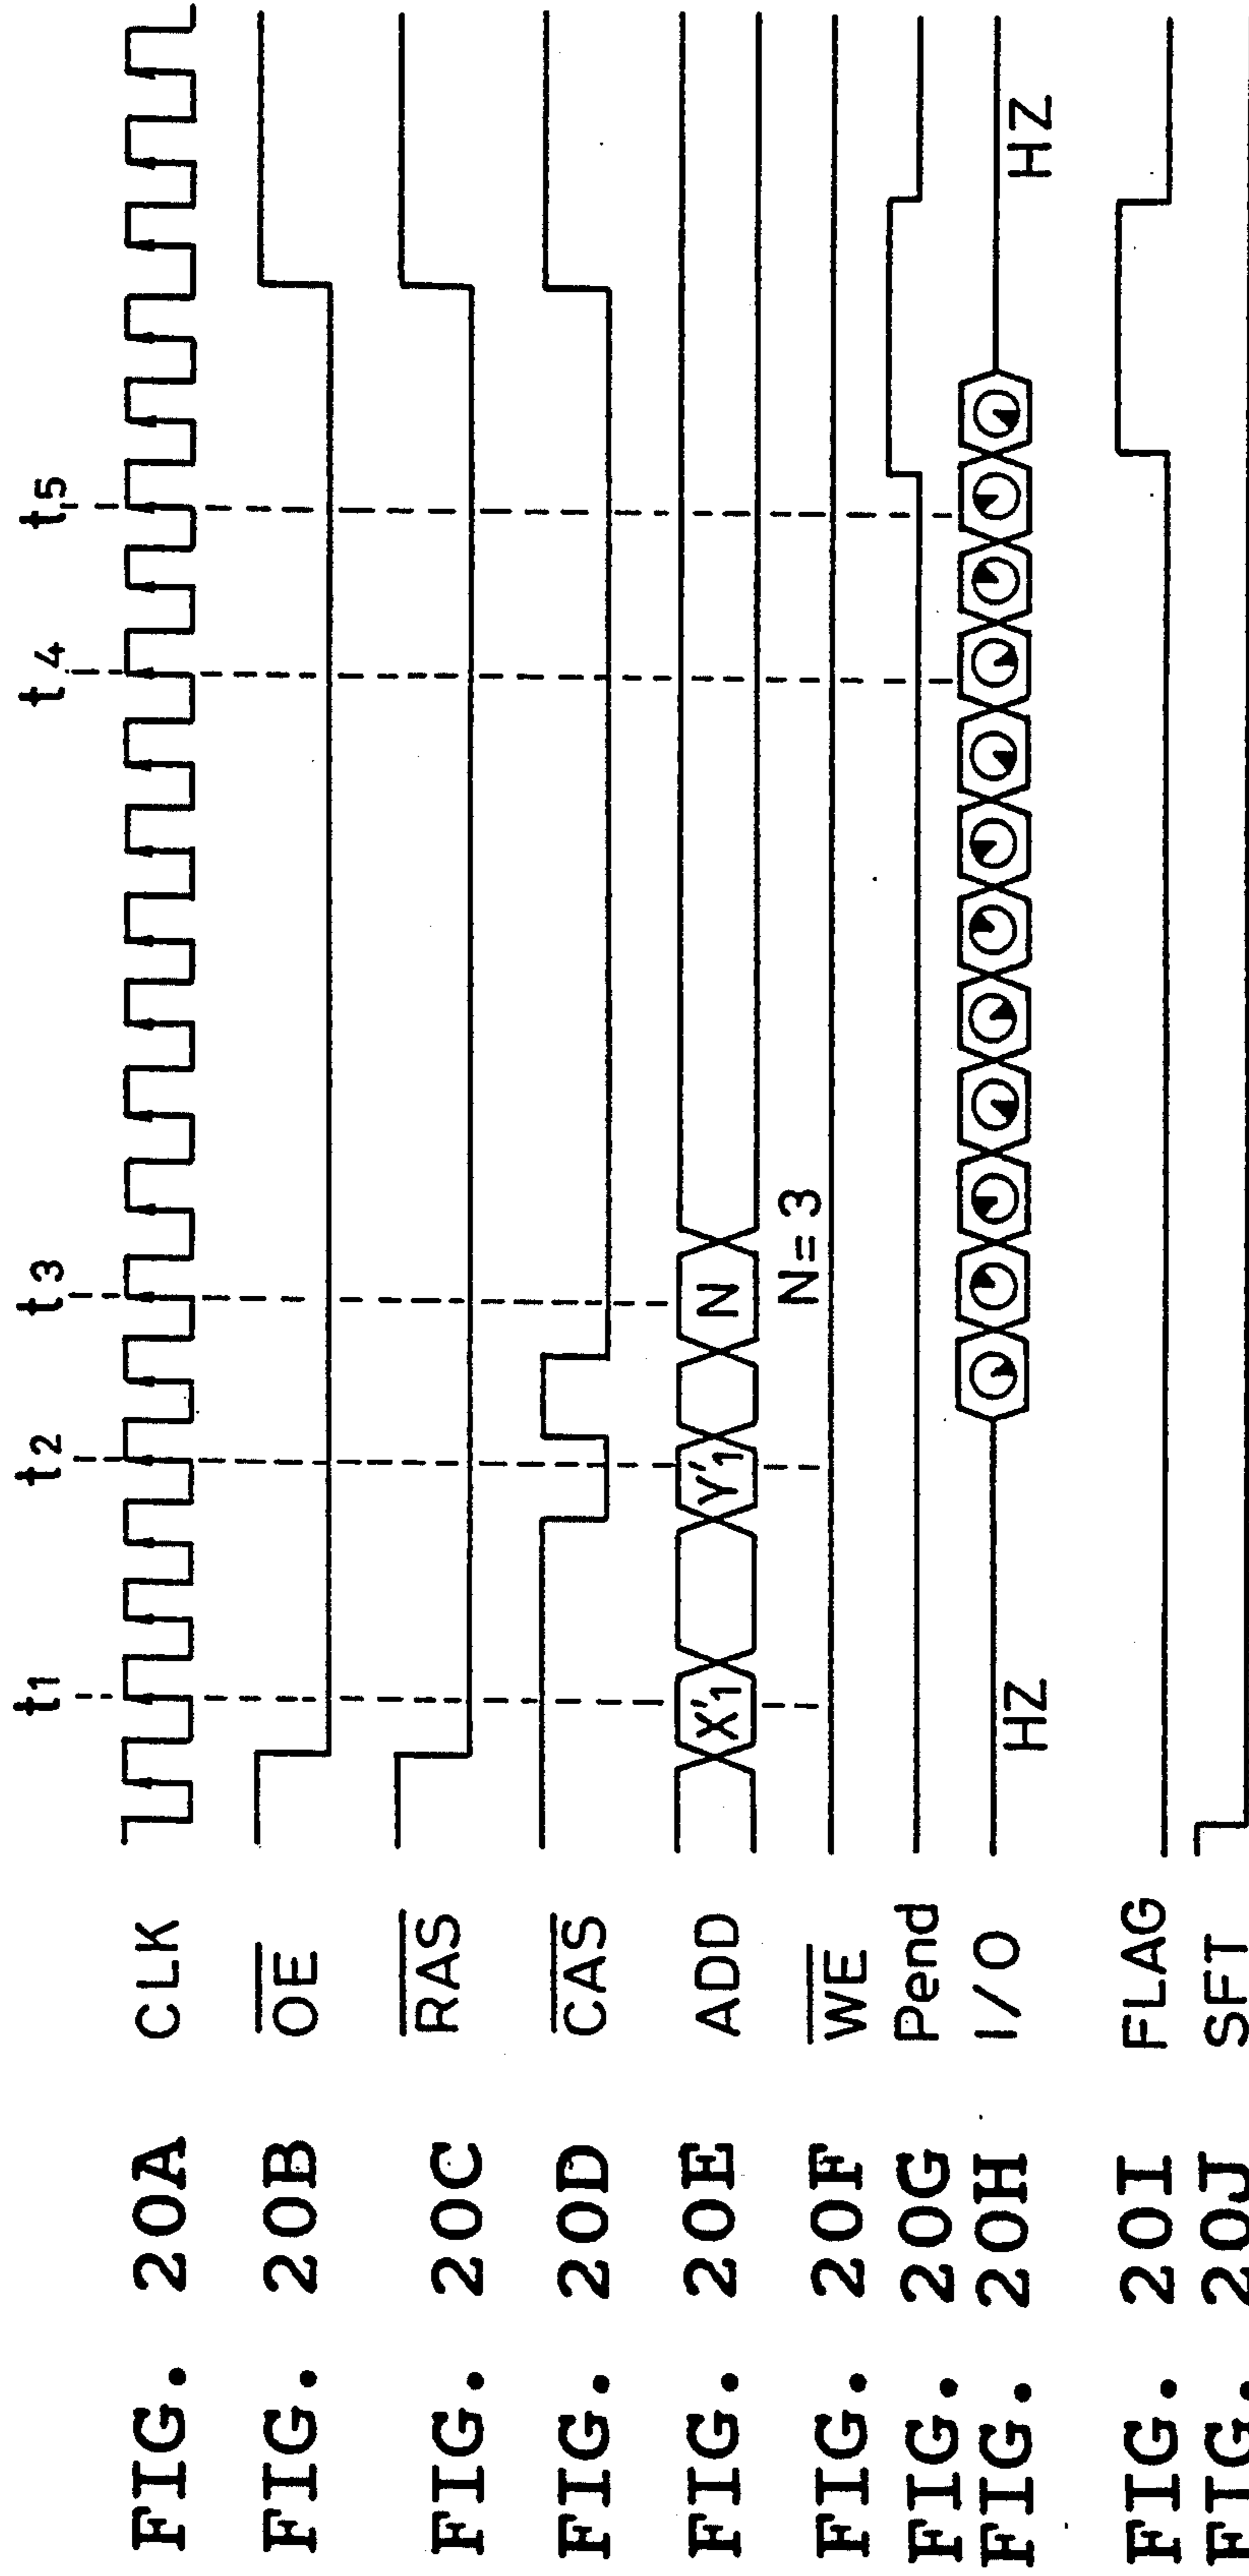 t1 t2 t3 t4 t5
FIG. 20A CLK
FIG. 20B OE
FIG. 20C RAS
FIG. 20D CAS
FIG. 20E ADD X'1 Y'1 N
N=3
FIG. 20F WE
FIG. 20G Pend
FIG. 20H I/O
HZ HZ
FIG. 20I FLAG
FIG. 20J SFT